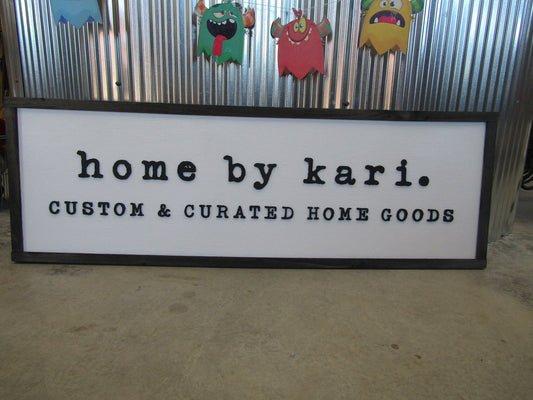 home by kari.
CUSTOM & CURATED HOME GOODS